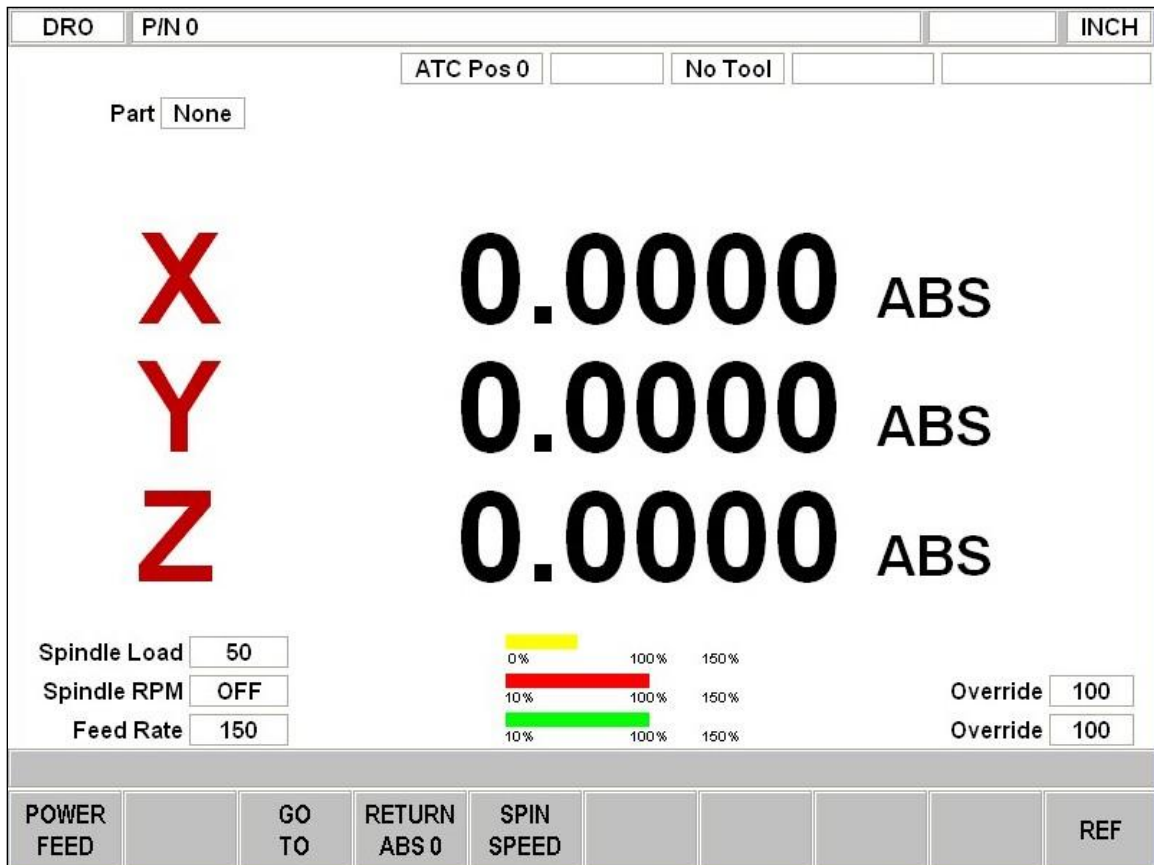 DRO P/N 0 INCH
ATC Pos 0 No Tool
Part None
X 0.0000 ABS
Y 0.0000 ABS
Z 0.0000 ABS
Spindle Load 50
0% 100% 150%
Spindle RPM OFF
10% 100% 150%
Override 100
Feed Rate 150
10% 100% 150%
Override 100
POWER FEED
GO TO
RETURN ABS 0
SPIN SPEED
REF